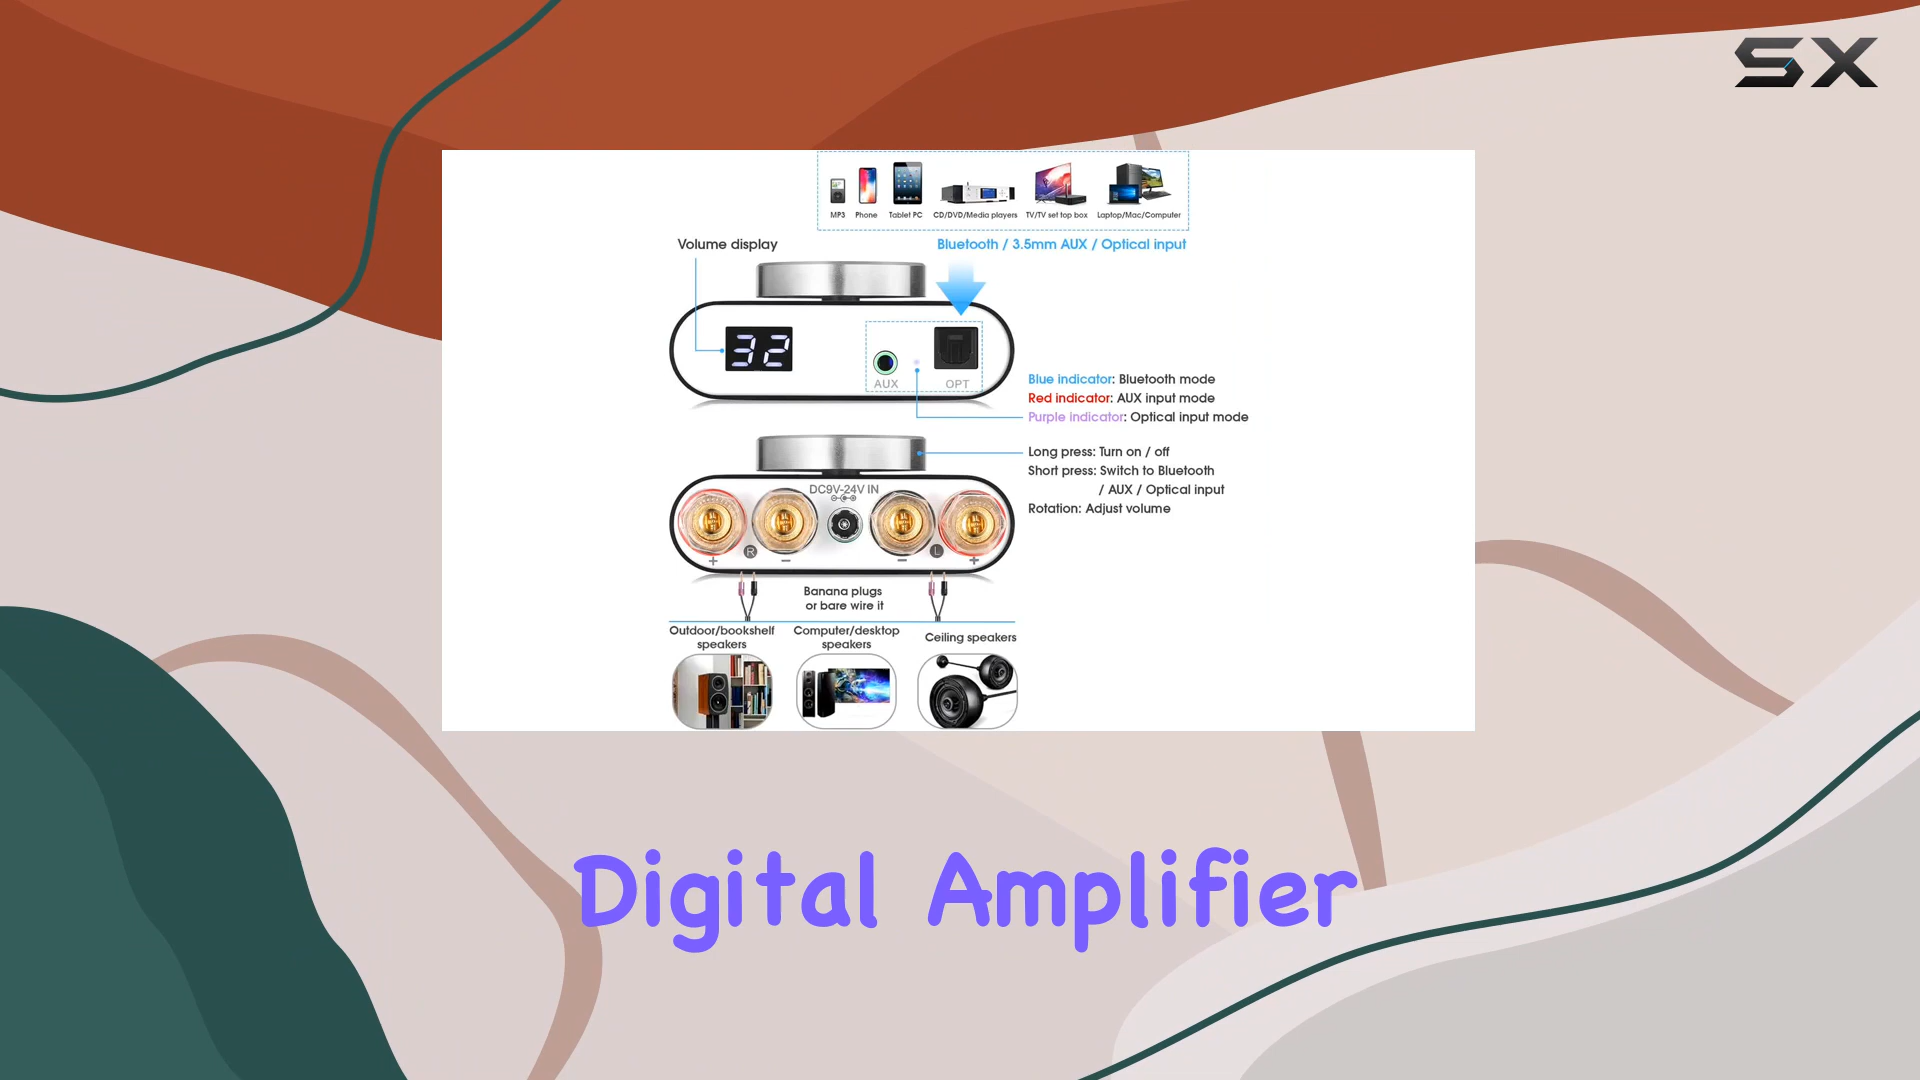 SX
MP3 Phone Tablet PC CD/DVD/Media players TV/TV set top box Laptop/Mac/Computer
Volume display
Bluetooth / 3.5mm AUX / Optical input
32
AUX OPT
Blue indicator: Bluetooth mode
Red indicator: AUX input mode
Purple indicator: Optical input mode
Long press: Turn on / off
Short press: Switch to Bluetooth
/ AUX / Optical input
Rotation: Adjust volume
DC9V-24V IN
R L
+ − − +
Banana plugs
or bare wire it
Outdoor/bookshelf
speakers
Computer/desktop
speakers
Ceiling speakers
Digital Amplifier